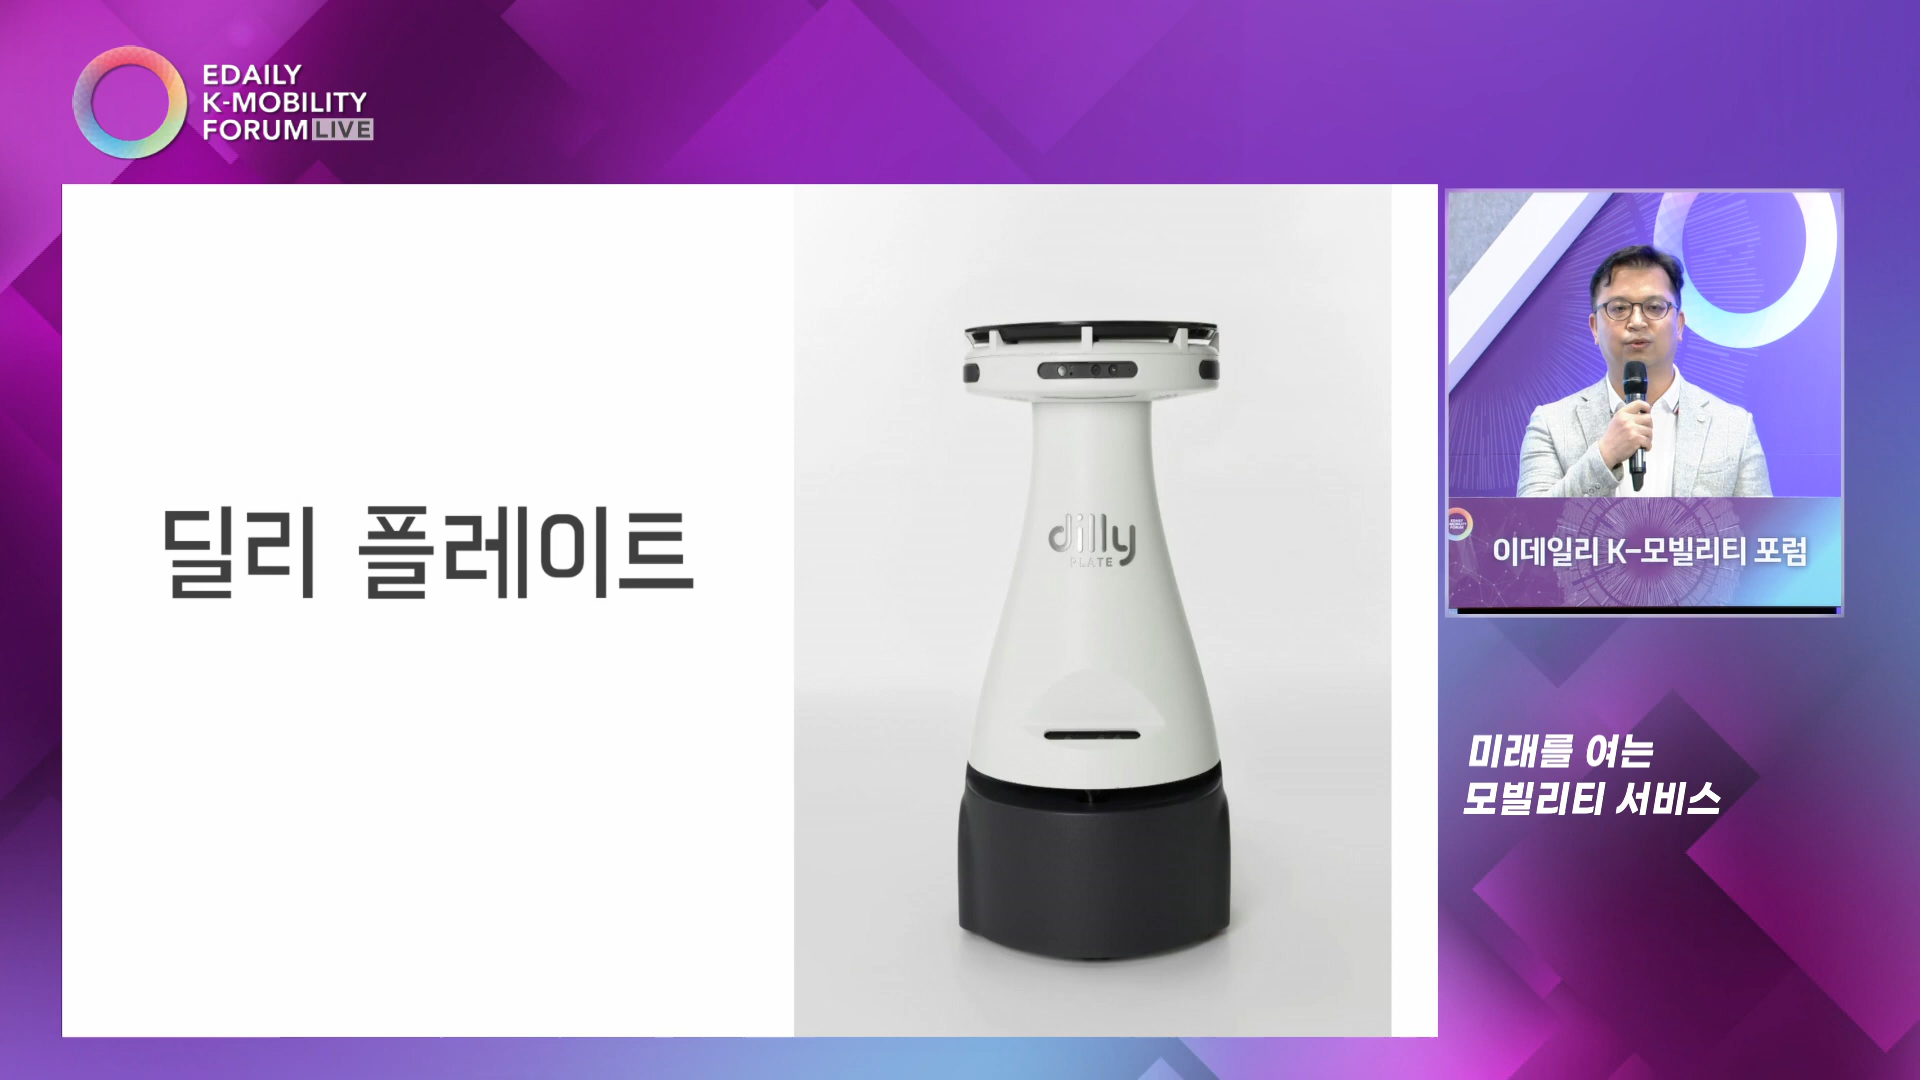 EDAILY
K-MOBILITY
FORUM LIVE
딜리 플레이트
dilly
PLATE
이데일리 K-모빌리티 포럼
미래를 여는
모빌리티 서비스